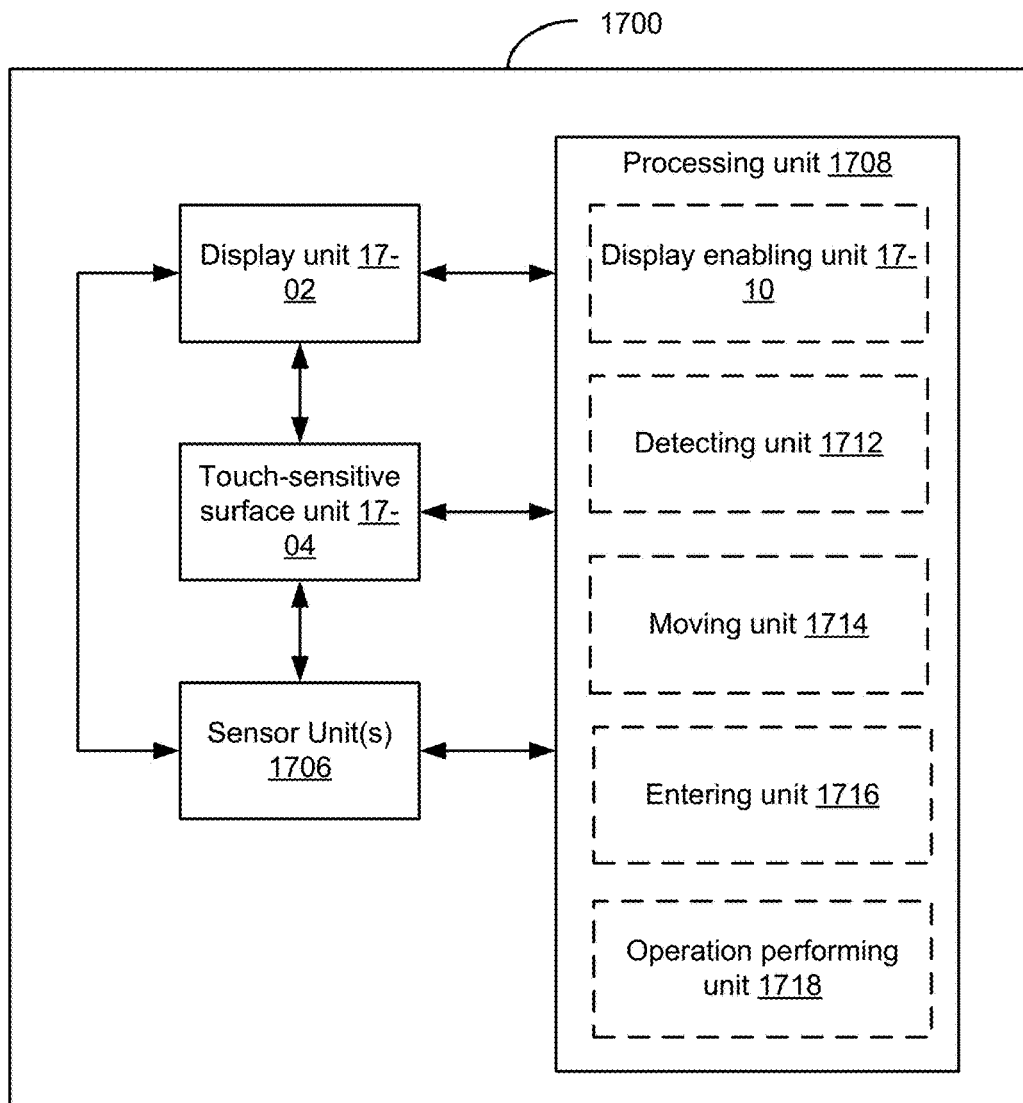 1700
Processing unit 1708
Display unit 17-
02
Display enabling unit 17-
10
Detecting unit 1712
Touch-sensitive
surface unit 17-
04
Moving unit 1714
Sensor Unit(s)
1706
Entering unit 1716
Operation performing
unit 1718